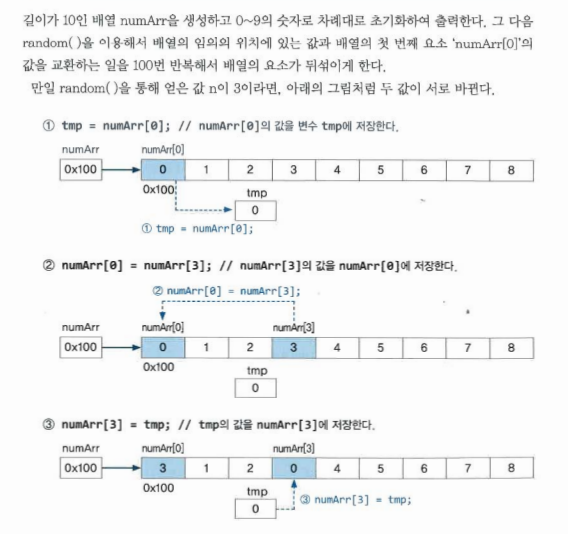 길이가 10인 배열 numArr을 생성하고 0~9의 숫자로 차례대로 초기화하여 출력한다. 그 다음
random( )을 이용해서 배열의 임의의 위치에 있는 값과 배열의 첫 번째 요소 ‘numArr[0]’의
값을 교환하는 일을 100번 반복해서 배열의 요소가 뒤섞이게 한다.
만일 random( )을 통해 얻은 값 n이 3이라면, 아래의 그림처럼 두 값이 서로 바뀐다.
① tmp = numArr[0]; // numArr[0]의 값을 변수 tmp에 저장한다.
numArr numArr[0]
0x100 0 1 2 3 4 5 6 7 8
0x100 tmp
0
① tmp = numArr[0];
② numArr[0] = numArr[3]; // numArr[3]의 값을 numArr[0]에 저장한다.
② numArr[0] = numArr[3];
numArr numArr[0] numArr[3]
0x100 0 1 2 3 4 5 6 7 8
0x100 tmp
0
③ numArr[3] = tmp; // tmp의 값을 numArr[3]에 저장한다.
numArr numArr[0] numArr[3]
0x100 3 1 2 0 4 5 6 7 8
0x100 tmp
0 ③ numArr[3] = tmp;